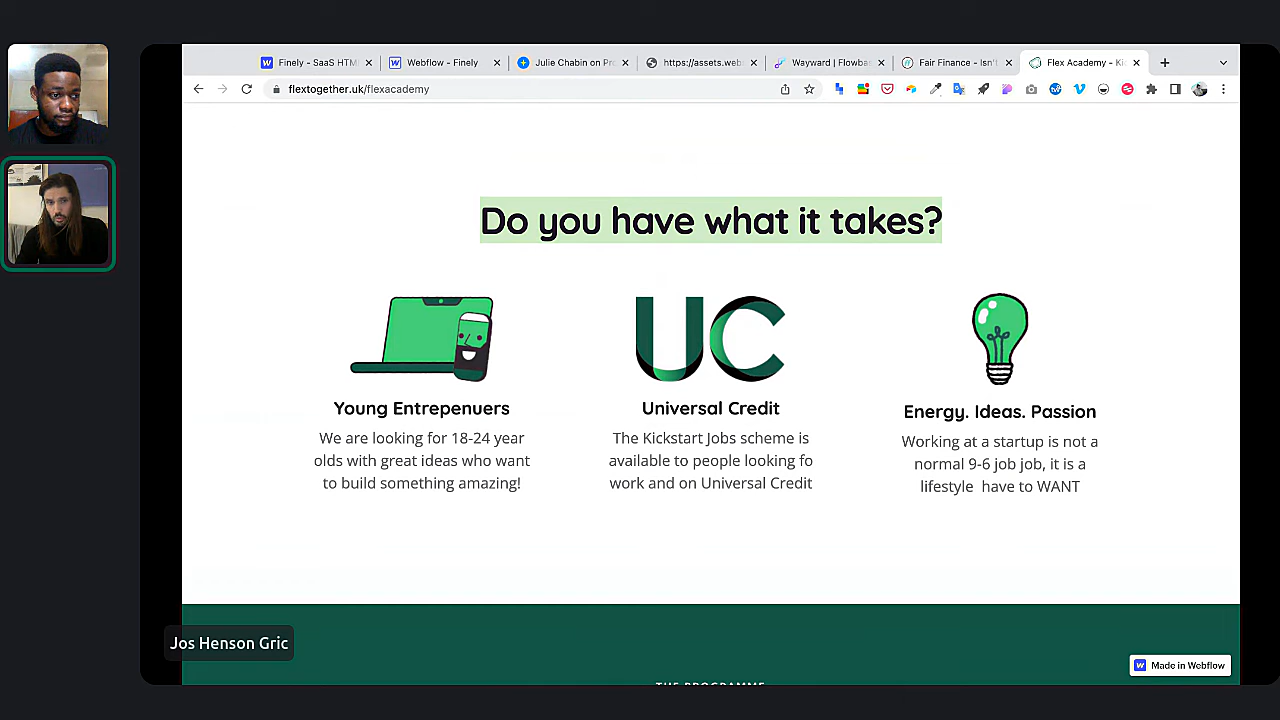 Finely - SaaS HTM
Webflow - Finely
Julie Chabin on Pro
https://assets.web
Wayward | Flowba
Fair Finance - Isn't
Flex Academy - Ki
flextogether.uk/flexacademy
Do you have what it takes?
UC
Young Entrepenuers
We are looking for 18-24 year
olds with great ideas who want
to build something amazing!
Universal Credit
The Kickstart Jobs scheme is
available to people looking fo
work and on Universal Credit
Energy. Ideas. Passion
Working at a startup is not a
normal 9-6 job job, it is a
lifestyle have to WANT
THE PROGRAMME
Made in Webflow
Jos Henson Gric